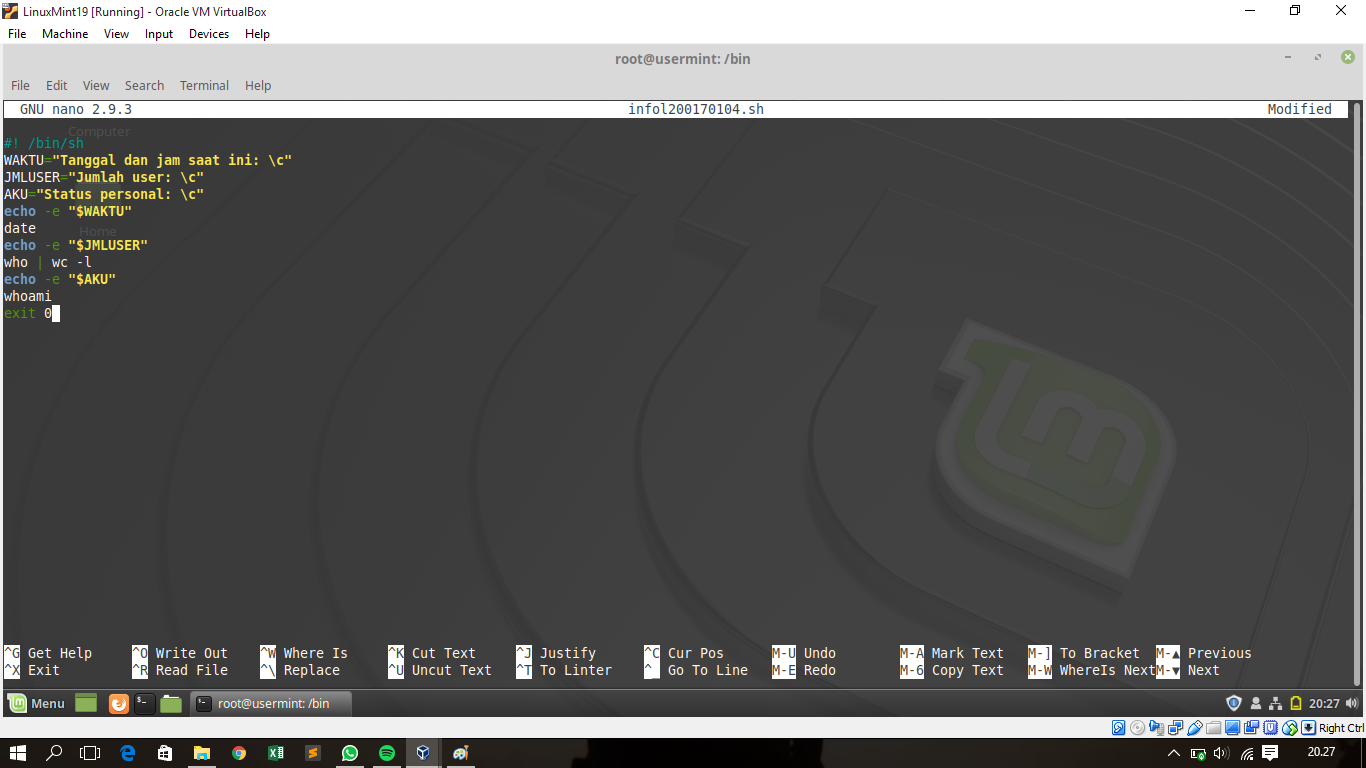 LinuxMint19 [Running] - Oracle VM VirtualBox
File Machine View Input Devices Help
root@usermint: /bin
File Edit View Search Terminal Help
GNU nano 2.9.3 infol200170104.sh Modified
Computer
#! /bin/sh
WAKTU="Tanggal dan jam saat ini: \c"
JMLUSER="Jumlah user: \c"
AKU="Status personal: \c"
echo -e "$WAKTU"
date
Home
echo -e "$JMLUSER"
who | wc -l
echo -e "$AKU"
whoami
exit 0
^G Get Help ^O Write Out ^W Where Is ^K Cut Text ^J Justify ^C Cur Pos M-U Undo M-A Mark Text M-] To Bracket M-▲ Previous
^X Exit ^R Read File ^\ Replace ^U Uncut Text ^T To Linter ^_ Go To Line M-E Redo M-6 Copy Text M-W WhereIs Next M-▼ Next
Menu root@usermint: /bin 20:27
Right Ctrl
20.27